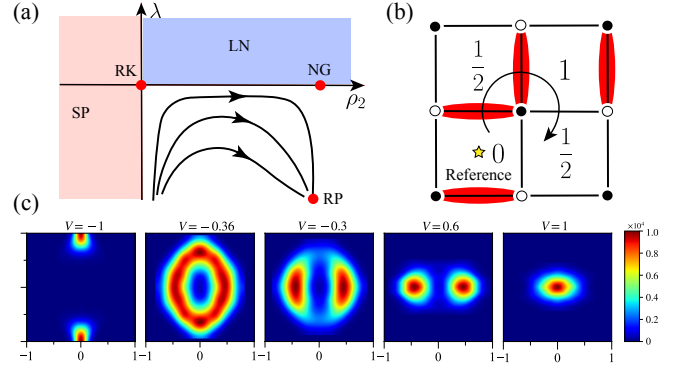 (a)
λ
LN
RK
NG
ρ₂
SP
RP
(b)
1/2
1
0
1/2
Reference
(c)
V = −1
V = −0.36
V = −0.3
V = 0.6
V = 1
×10⁴
1.0
0.8
0.6
0.4
0.2
0
−1 0 1
−1 0 1
−1 0 1
−1 0 1
−1 0 1